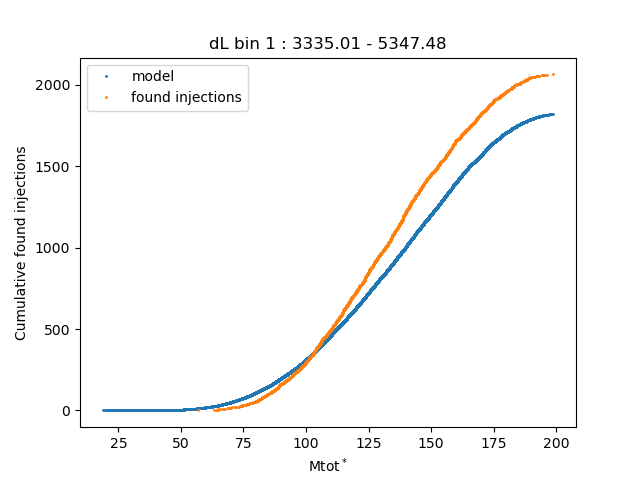 dL bin 1 : 3335.01 - 5347.48
model
found injections
Cumulative found injections
2000
1500
1000
500
0
25 50 75 100 125 150 175 200
Mtot*